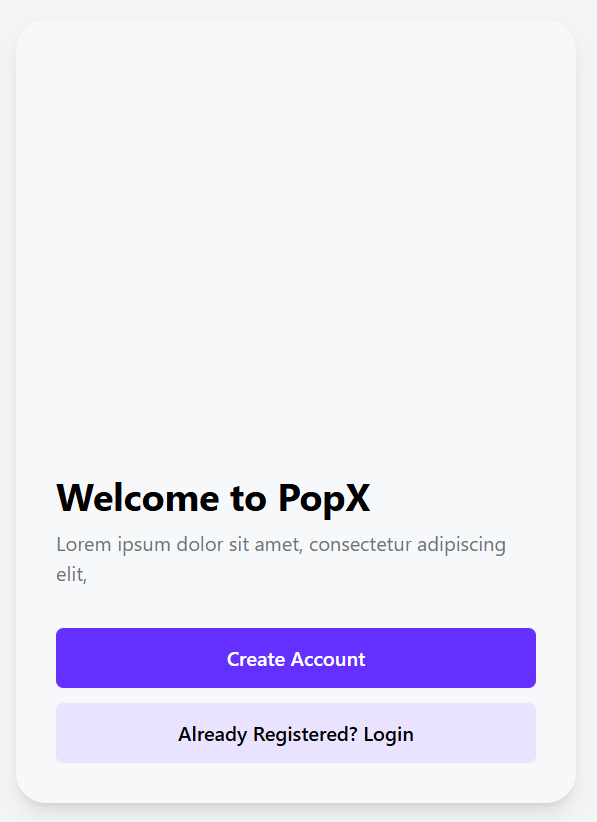 Welcome to PopX
Lorem ipsum dolor sit amet, consectetur adipiscing
elit,
Create Account
Already Registered? Login